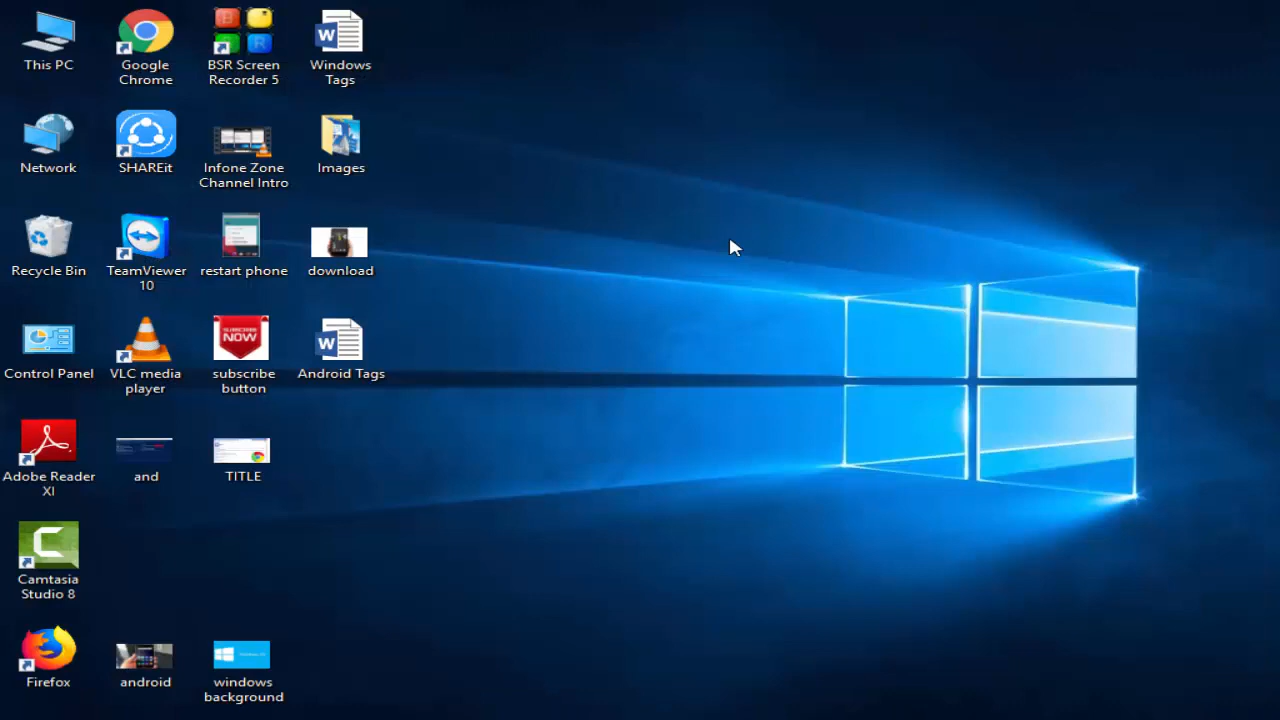 This PC
Google
Chrome
BSR Screen
Recorder 5
Windows
Tags
Network
SHAREit
Infone Zone
Channel Intro
Images
Recycle Bin
TeamViewer
10
restart phone
download
Control Panel
VLC media
player
SUBSCRIBE
NOW
subscribe
button
Android Tags
Adobe Reader
XI
and
TITLE
Camtasia
Studio 8
Firefox
android
windows
background